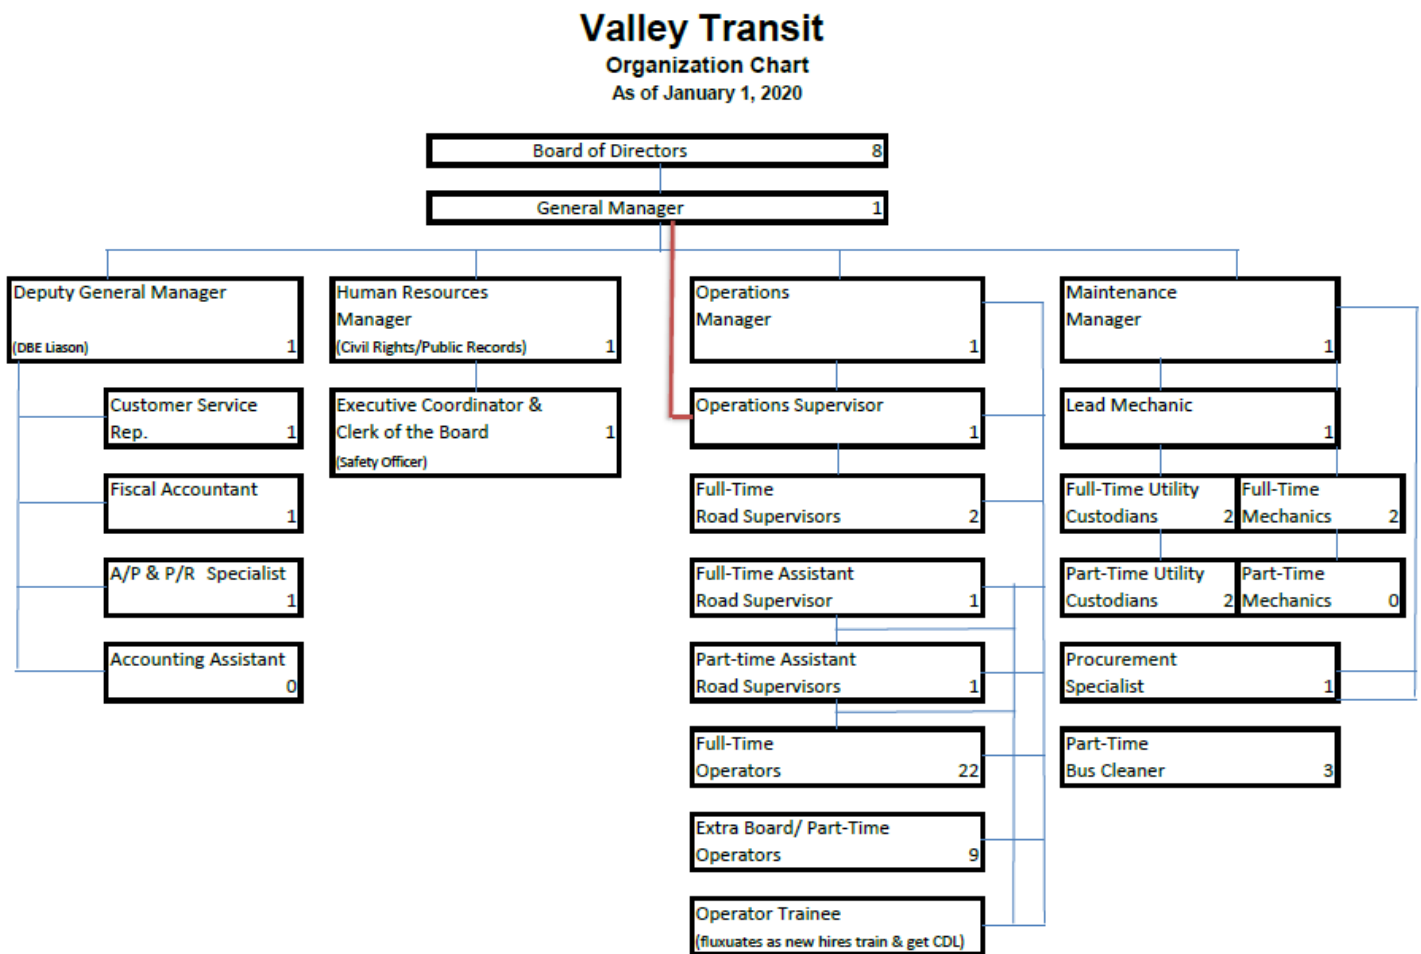 Valley Transit
Organization Chart
As of January 1, 2020
Board of Directors 8
General Manager 1
Deputy General Manager
(DBE Liason) 1
Human Resources
Manager
(Civil Rights/Public Records) 1
Operations
Manager
1
Maintenance
Manager
1
Customer Service
Rep. 1
Executive Coordinator &
Clerk of the Board 1
(Safety Officer)
Operations Supervisor
1
Lead Mechanic
1
Fiscal Accountant
1
Full-Time
Road Supervisors 2
Full-Time Utility
Custodians 2
Full-Time
Mechanics 2
A/P & P/R Specialist
1
Full-Time Assistant
Road Supervisor 1
Part-Time Utility
Custodians 2
Part-Time
Mechanics 0
Accounting Assistant
0
Part-time Assistant
Road Supervisors 1
Procurement
Specialist 1
Full-Time
Operators 22
Part-Time
Bus Cleaner 3
Extra Board/ Part-Time
Operators 9
Operator Trainee
(fluxuates as new hires train & get CDL)